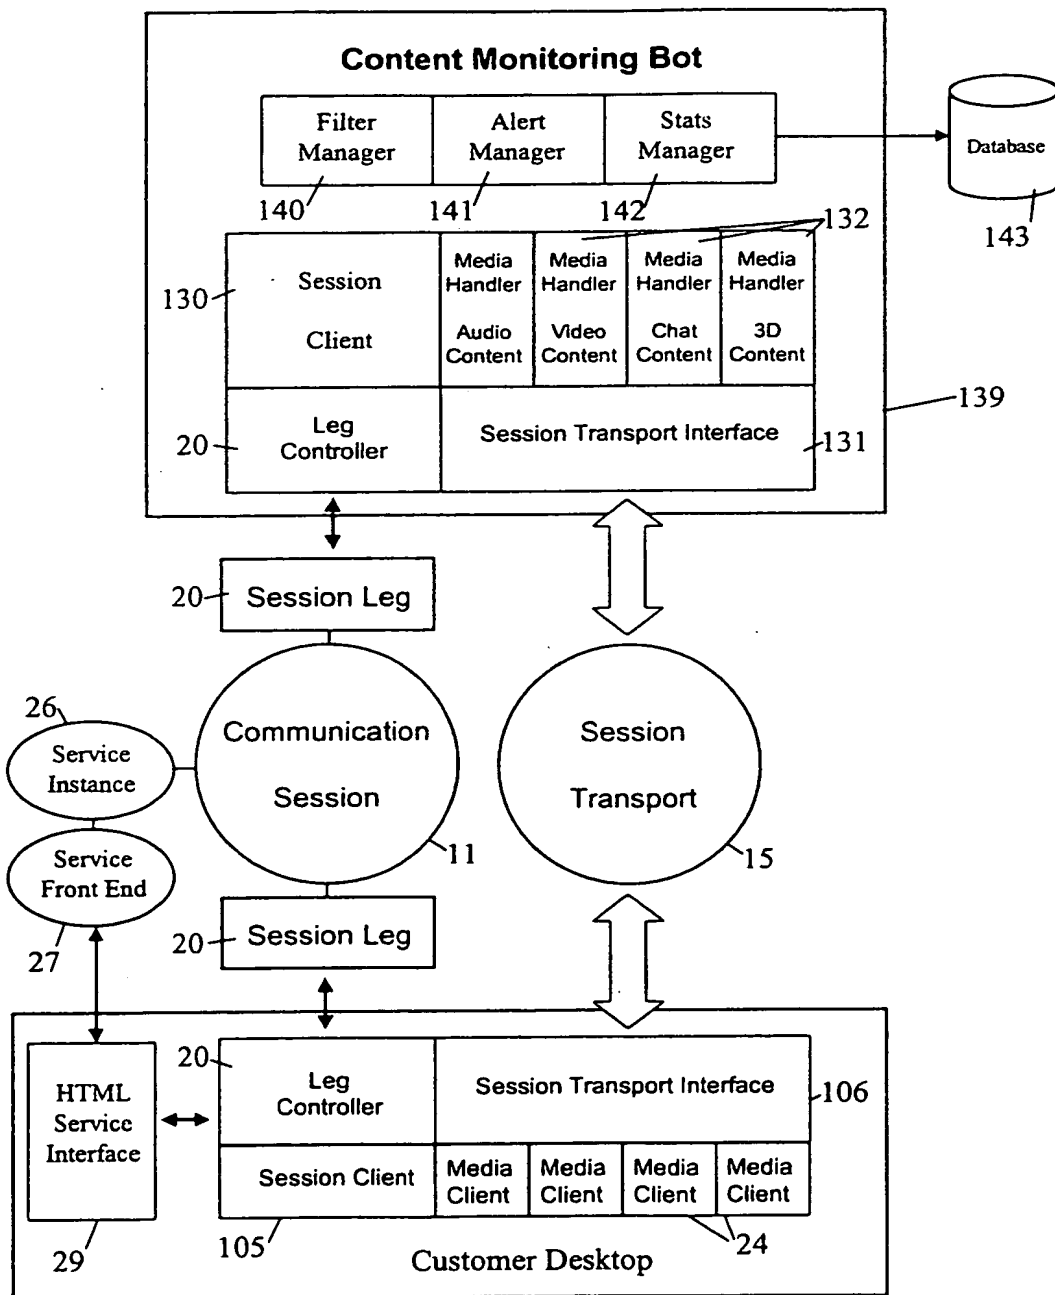 Content Monitoring Bot
Filter
Manager
Alert
Manager
Stats
Manager
Database
140
141
142
143
132
130
Session
Client
Media
Handler
Audio
Content
Media
Handler
Video
Content
Media
Handler
Chat
Content
Media
Handler
3D
Content
139
20
Leg
Controller
Session Transport Interface
131
20
Session Leg
26
Service
Instance
Communication
Session
Session
Transport
11
15
Service
Front End
27
20
Session Leg
HTML
Service
Interface
20
Leg
Controller
Session Transport Interface
106
Session Client
Media
Client
Media
Client
Media
Client
Media
Client
29
105
24
Customer Desktop